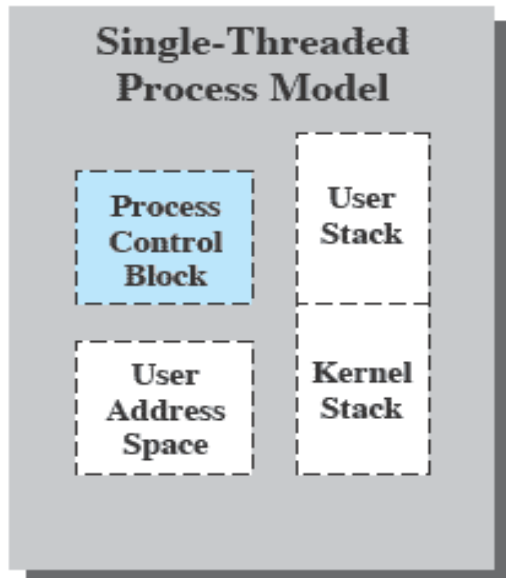 Single-Threaded
Process Model
Process
Control
Block
User
Stack
User
Address
Space
Kernel
Stack